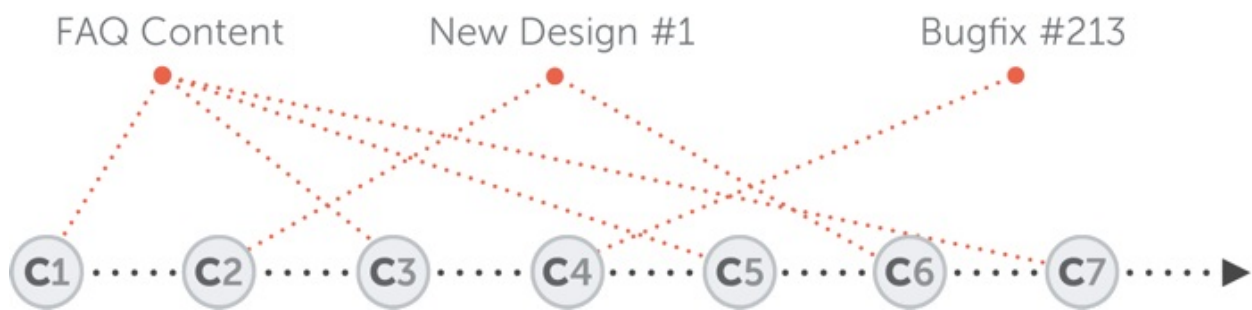 FAQ Content New Design #1 Bugfix #213
C1 C2 C3 C4 C5 C6 C7